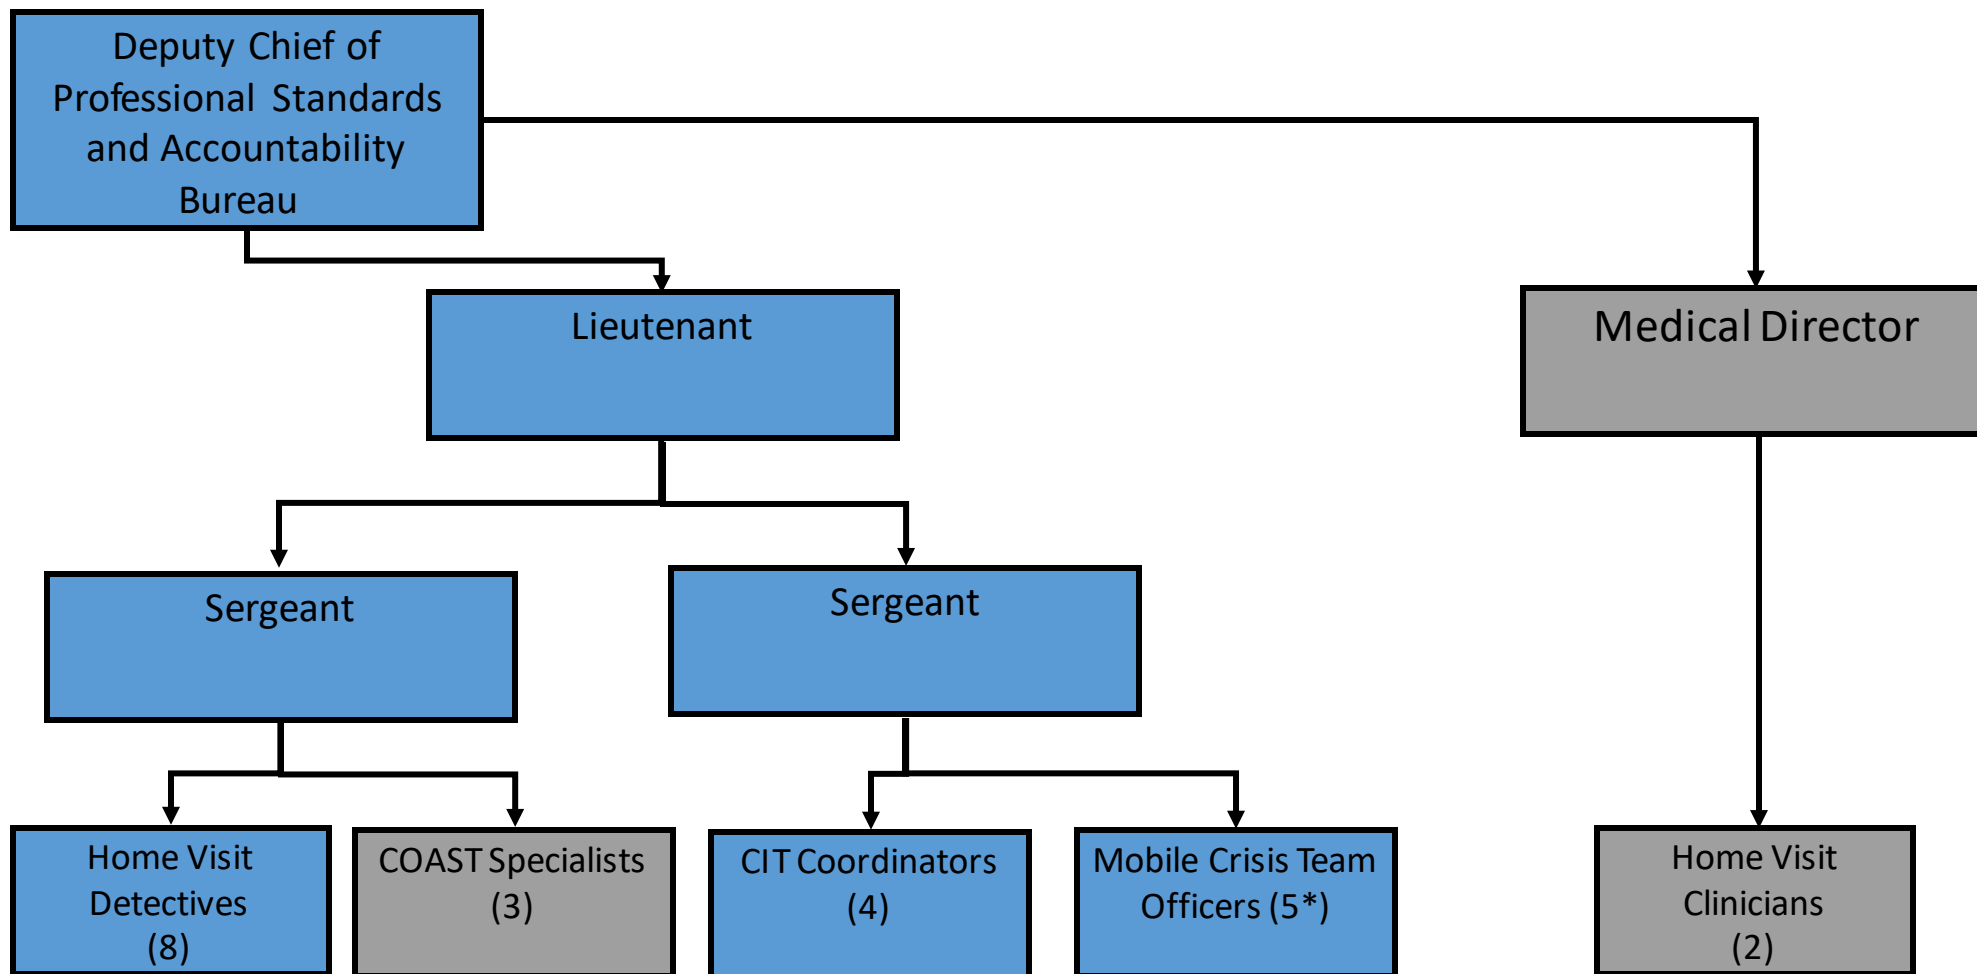 Deputy Chief of
Professional Standards
and Accountability
Bureau
Lieutenant
Medical Director
Sergeant
Sergeant
Home Visit
Detectives
(8)
COAST Specialists
(3)
CIT Coordinators
(4)
Mobile Crisis Team
Officers (5*)
Home Visit
Clinicians
(2)